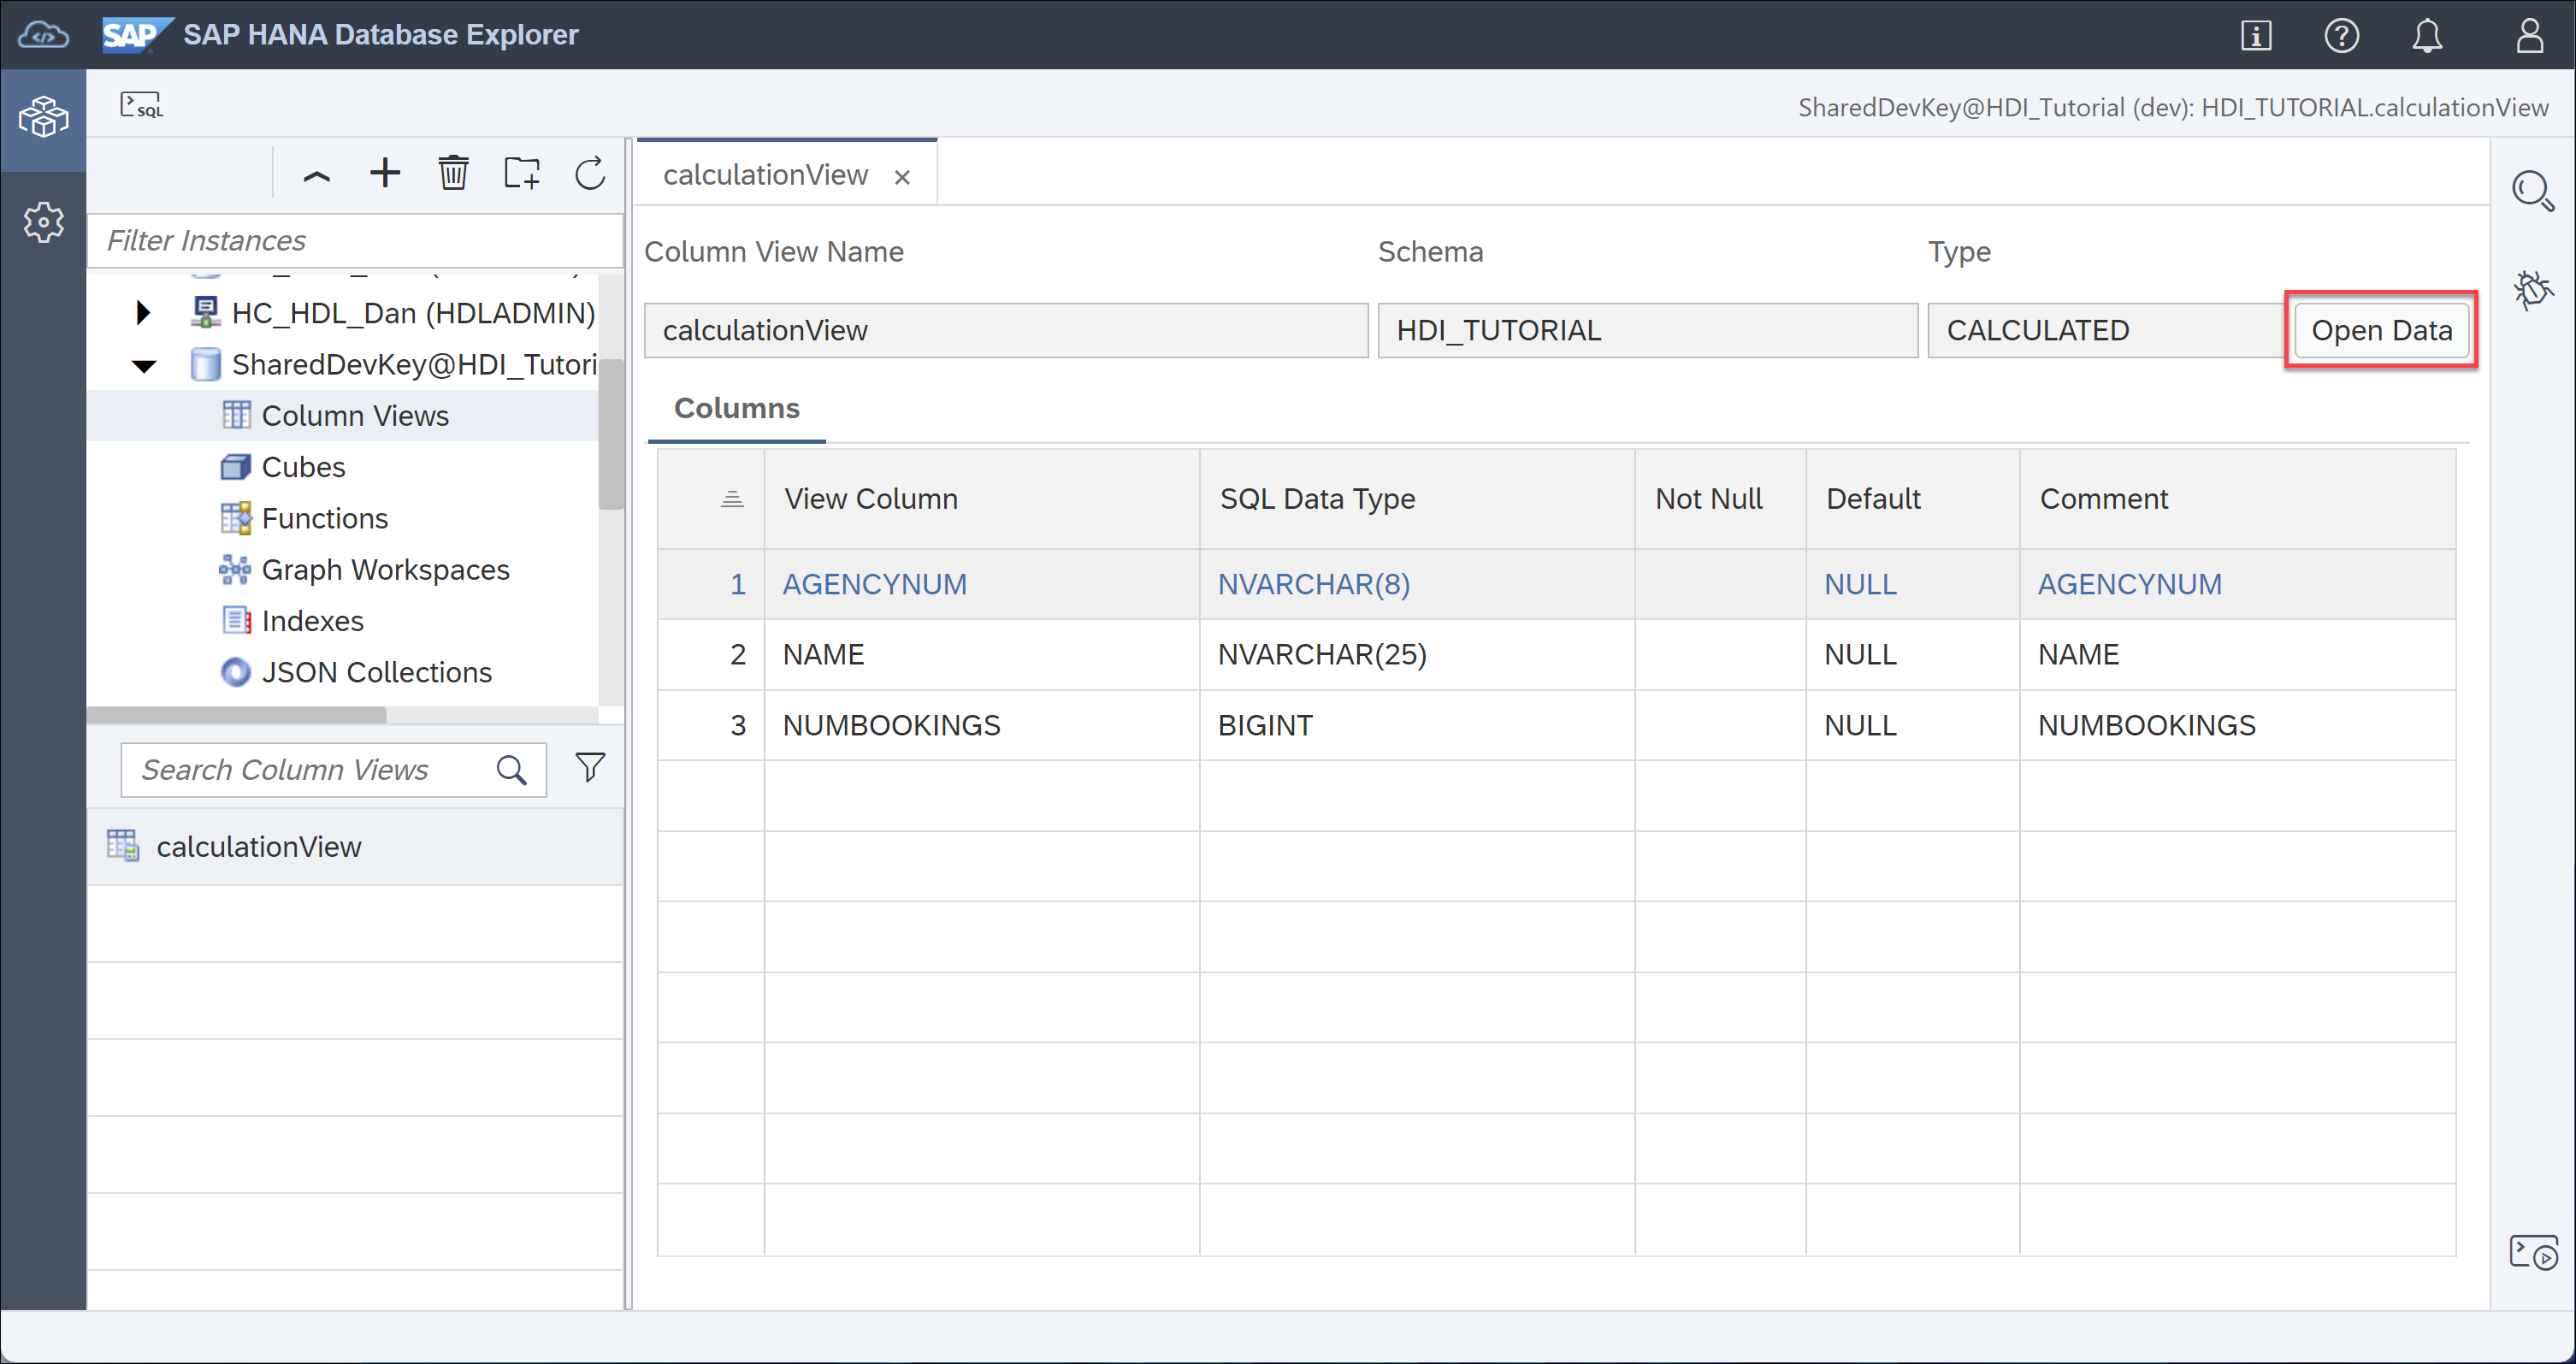 SAP SAP HANA Database Explorer
SQL
SharedDevKey@HDI_Tutorial (dev): HDI_TUTORIAL.calculationView
calculationView
Filter Instances
HC_HDL_Dan (HDLADMIN)
SharedDevKey@HDI_Tutori
Column Views
Cubes
Functions
Graph Workspaces
Indexes
JSON Collections
Search Column Views
calculationView
Column View Name Schema Type
calculationView HDI_TUTORIAL CALCULATED Open Data
Columns
View Column SQL Data Type Not Null Default Comment
1 AGENCYNUM NVARCHAR(8) NULL AGENCYNUM
2 NAME NVARCHAR(25) NULL NAME
3 NUMBOOKINGS BIGINT NULL NUMBOOKINGS